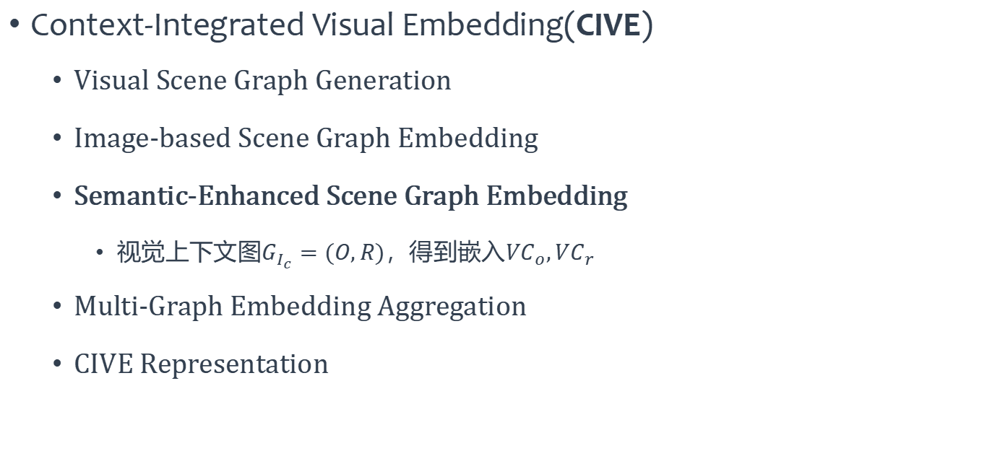 • Context-Integrated Visual Embedding(CIVE)
• Visual Scene Graph Generation
• Image-based Scene Graph Embedding
• Semantic-Enhanced Scene Graph Embedding
• 视觉上下文图$G_{I_c} = (O, R)$，得到嵌入$VC_o, VC_r$
• Multi-Graph Embedding Aggregation
• CIVE Representation